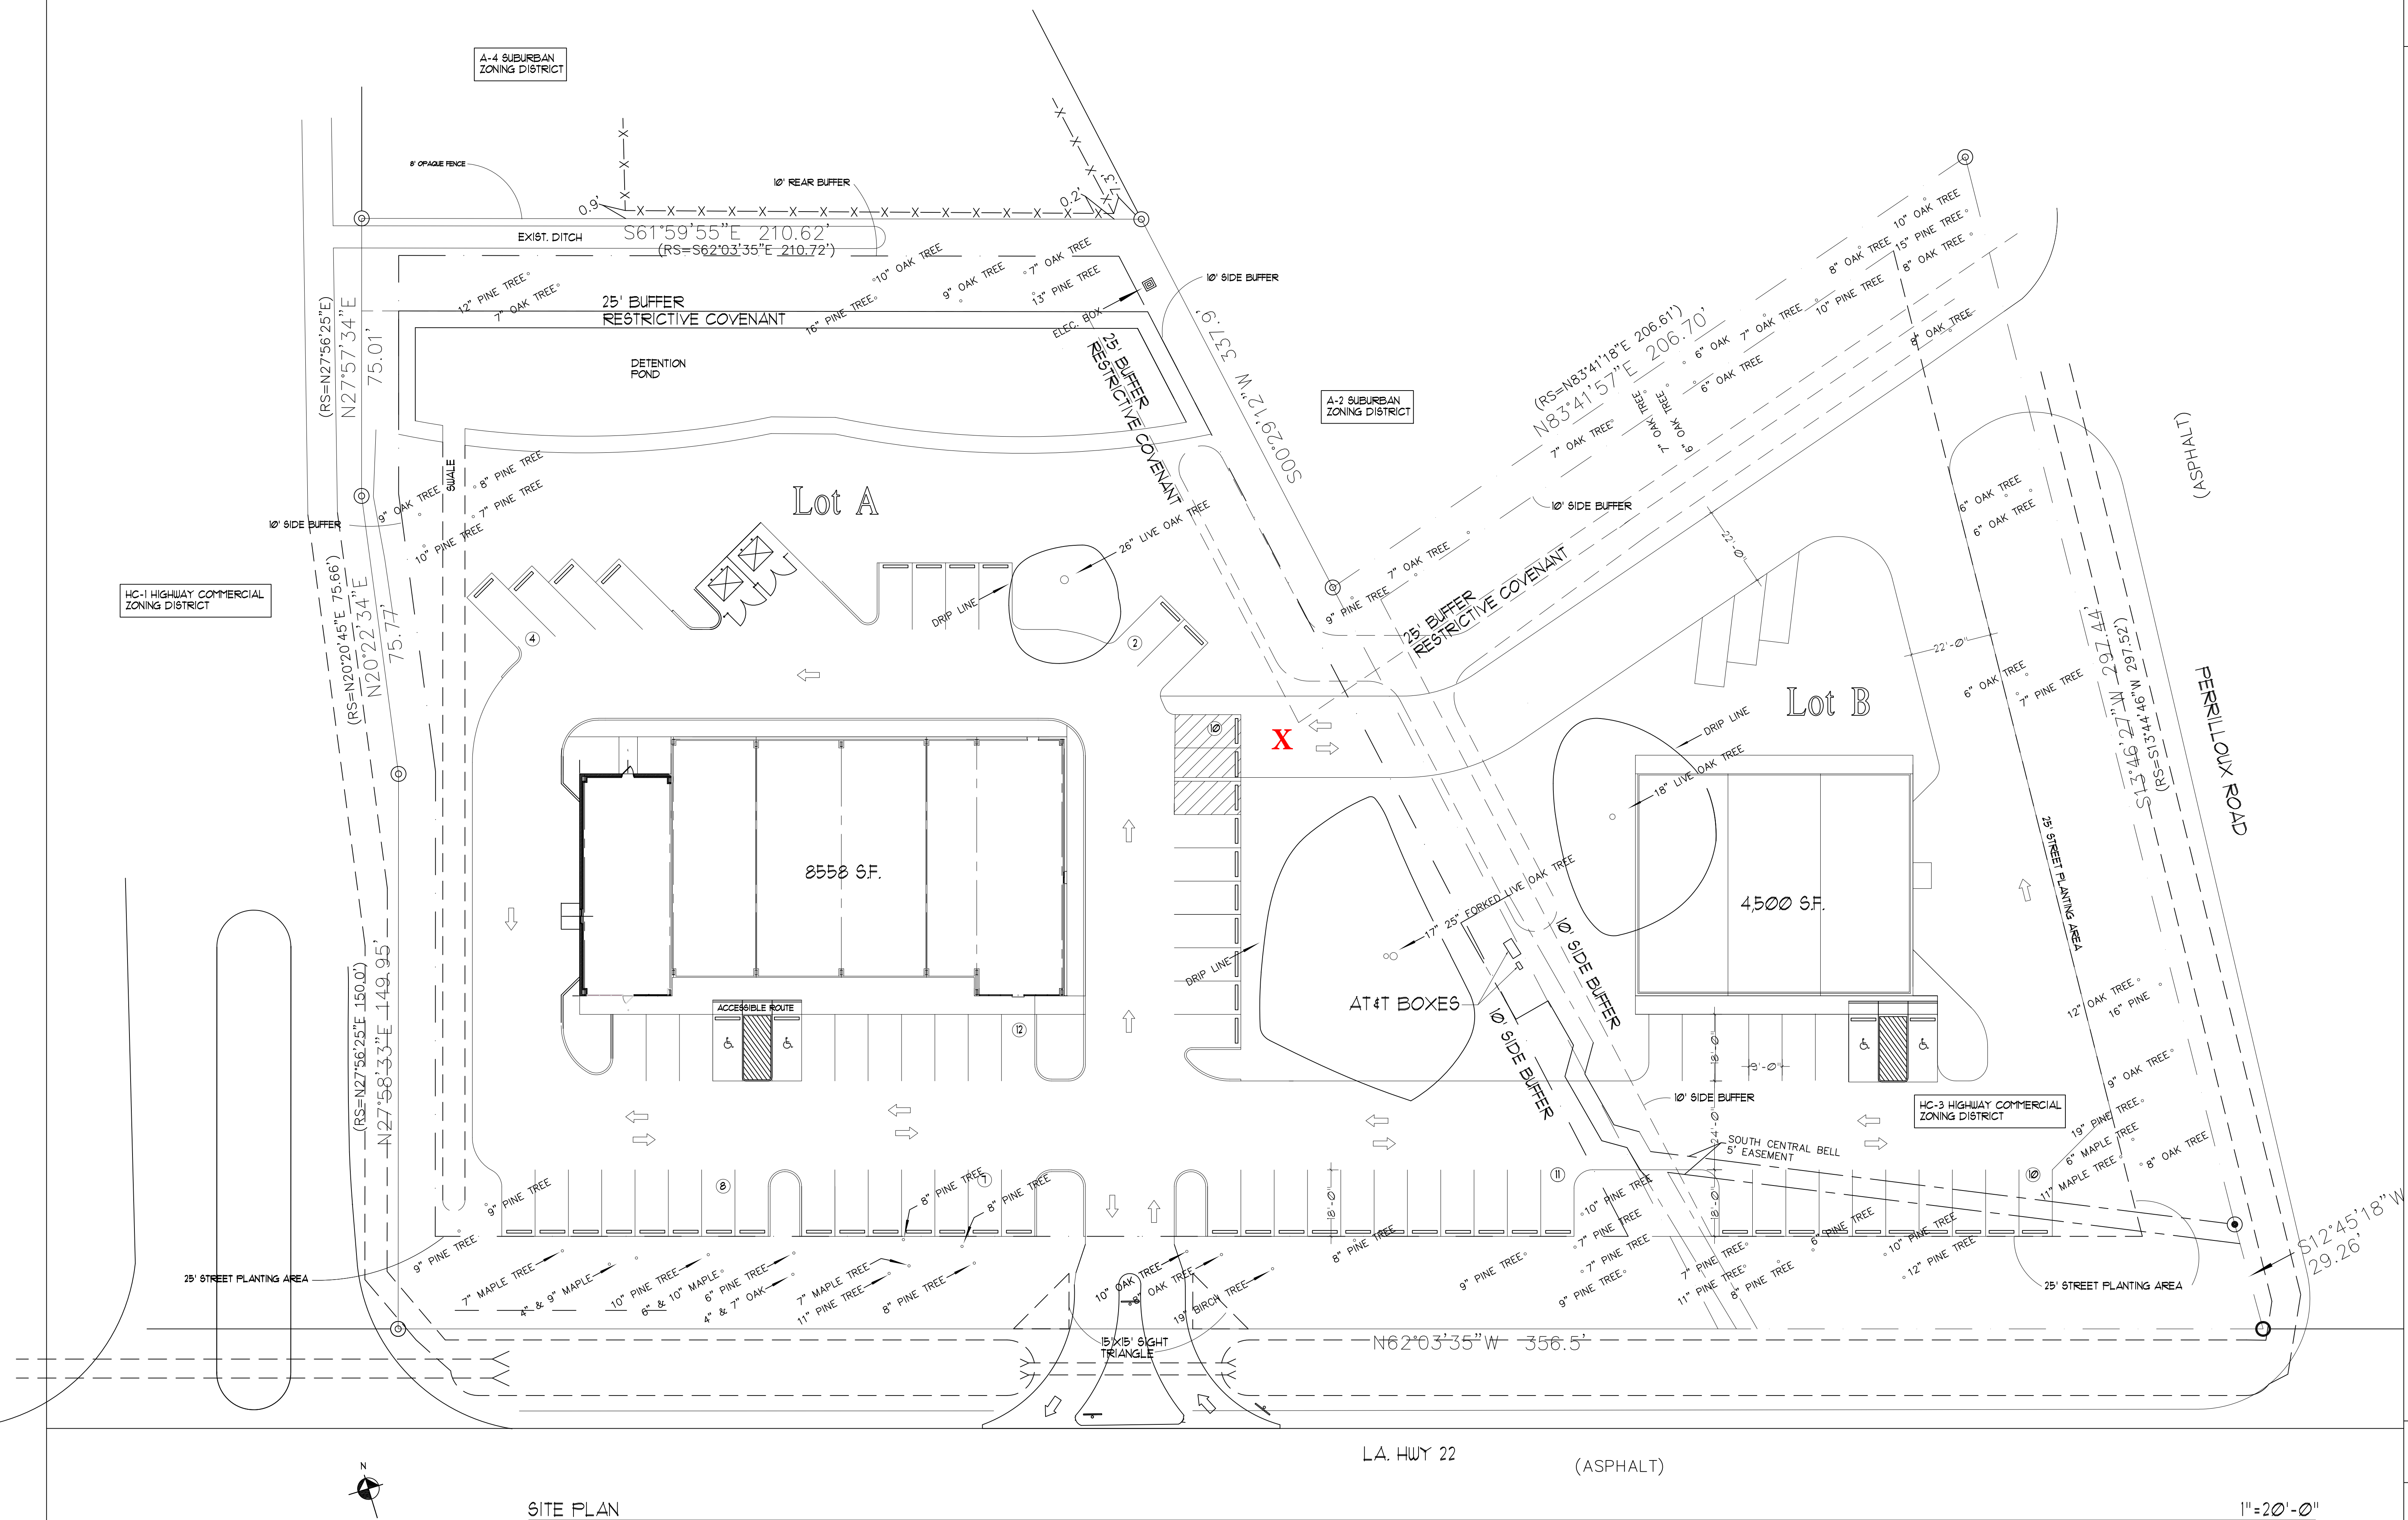 A-4 SUBURBAN
ZONING DISTRICT
8' OPAQUE FENCE
10' REAR BUFFER
0.9'
0.2'
7.3'
EXIST. DITCH
S61°59'55"E 210.62'
(RS=S62°03'35"E 210.72')
12" PINE TREE
7" OAK TREE
10" OAK TREE
16" PINE TREE
9" OAK TREE
7" OAK TREE
13" PINE TREE
ELEC. BOX
10' SIDE BUFFER
25' BUFFER
RESTRICTIVE COVENANT
DETENTION
POND
25' BUFFER
RESTRICTIVE COVENANT
S00°29'12"W 337.9'
(RS=N27°56'25"E)
N27°57'34"E
75.01'
A-2 SUBURBAN
ZONING DISTRICT
(RS=N83°41'18"E 206.61')
N83°41'57"E 206.70'
10" OAK TREE
8" OAK TREE
15" PINE TREE
8" OAK TREE
10" PINE TREE
7" OAK TREE
6" OAK
6" OAK TREE
8" OAK TREE
7" OAK TREE
6" OAK TREE
7" OAK TREE
10' SIDE BUFFER
7" OAK TREE
9" PINE TREE
25' BUFFER
RESTRICTIVE COVENANT
22'-0"
22'-0"
(ASPHALT)
6" OAK TREE
6" OAK TREE
6" OAK TREE
7" PINE TREE
SWALE
8" PINE TREE
7" PINE TREE
9" OAK TREE
10" PINE TREE
10' SIDE BUFFER
Lot A
26" LIVE OAK TREE
DRIP LINE
HC-1 HIGHWAY COMMERCIAL
ZONING DISTRICT
(RS=N20°20'45"E 75.66')
N20°22'34"E
75.77'
4
2
10
X
Lot B
DRIP LINE
18" LIVE OAK TREE
S13°46'27"W 297.44'
(RS=S13°44'46"W 297.52')
PERRILLOUX ROAD
25' STREET PLANTING AREA
8558 S.F.
4,500 S.F.
17" 25" FORKED LIVE OAK TREE
DRIP LINE
AT&T BOXES
10' SIDE BUFFER
10' SIDE BUFFER
(RS=N27°56'25"E 150.0')
N27°58'33"E 149.95'
ACCESSIBLE ROUTE
12
18'-0"
9'-0"
24'-0"
10' SIDE BUFFER
12" OAK TREE
16" PINE
9" OAK TREE
HC-3 HIGHWAY COMMERCIAL
ZONING DISTRICT
19" PINE TREE
6" MAPLE TREE
11" MAPLE TREE
8" OAK TREE
SOUTH CENTRAL BELL
5' EASEMENT
8
7
11
10
18'-0"
18'-0"
9" PINE TREE
9" PINE TREE
8" PINE TREE
8" PINE TREE
25' STREET PLANTING AREA
7" MAPLE TREE
4" & 9" MAPLE
10" PINE TREE
6" & 10" MAPLE
6" PINE TREE
4" & 7" OAK
7" MAPLE TREE
11" PINE TREE
8" PINE TREE
10" OAK TREE
8" OAK TREE
19" BIRCH TREE
8" PINE TREE
9" PINE TREE
10" PINE TREE
7" PINE TREE
7" PINE TREE
9" PINE TREE
7" PINE TREE
11" PINE TREE
8" PINE TREE
6" PINE TREE
10" PINE TREE
12" PINE TREE
25' STREET PLANTING AREA
S12°45'18"W
29.26'
15'X15' SIGHT
TRIANGLE
N62°03'35"W 356.5'
LA. HWY 22
(ASPHALT)
N
SITE PLAN
1"=20'-0"